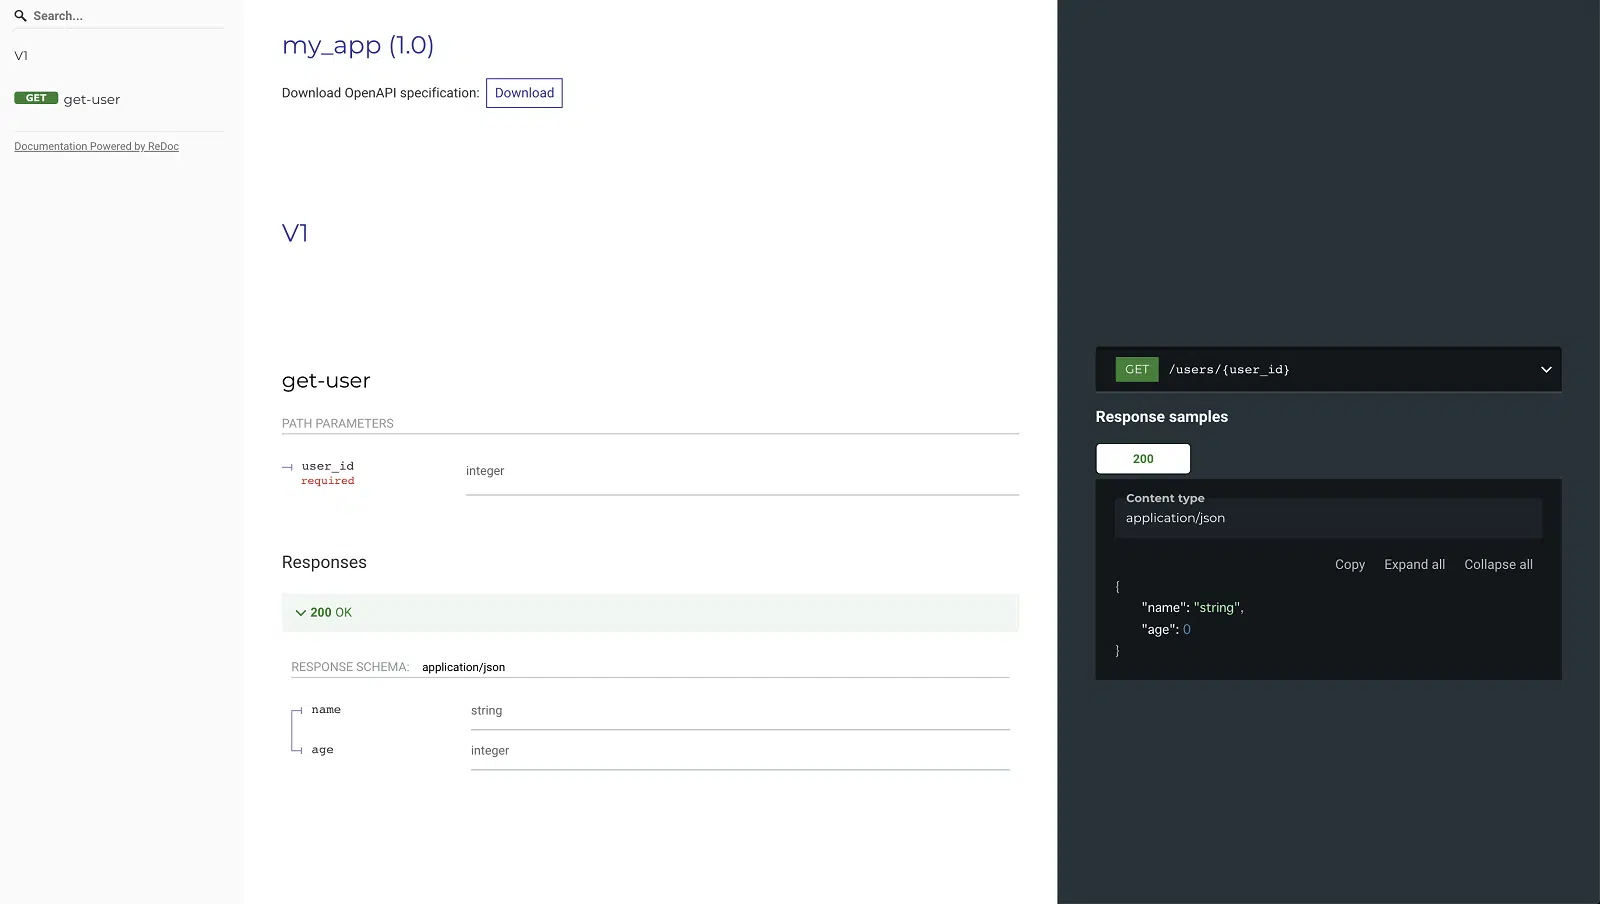 Search...
V1
GET get-user
Documentation Powered by ReDoc
my_app (1.0)
Download OpenAPI specification: Download
V1
get-user
PATH PARAMETERS
user_id
required
integer
Responses
200 OK
RESPONSE SCHEMA: application/json
name string
age integer
GET /users/{user_id}
Response samples
200
Content type
application/json
Copy Expand all Collapse all
{
"name": "string",
"age": 0
}